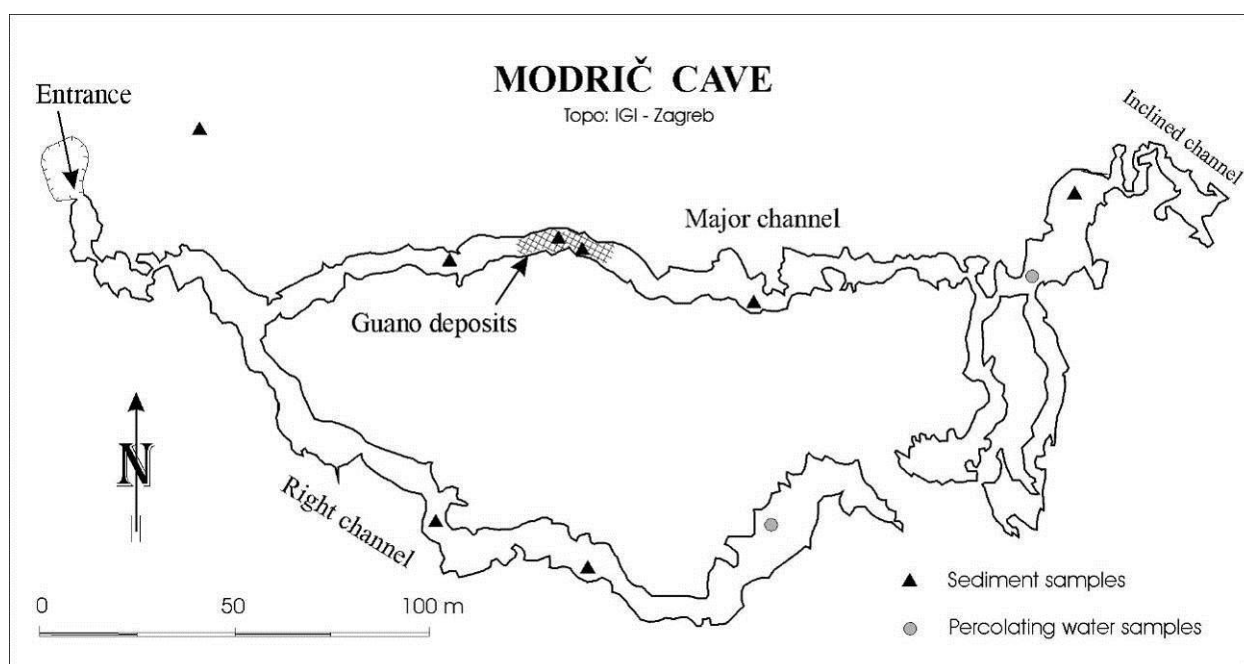 MODRIČ CAVE
Topo: IGI - Zagreb
Entrance
Inclined channel
Major channel
Guano deposits
N
Right channel
0 50 100 m
Sediment samples
Percolating water samples